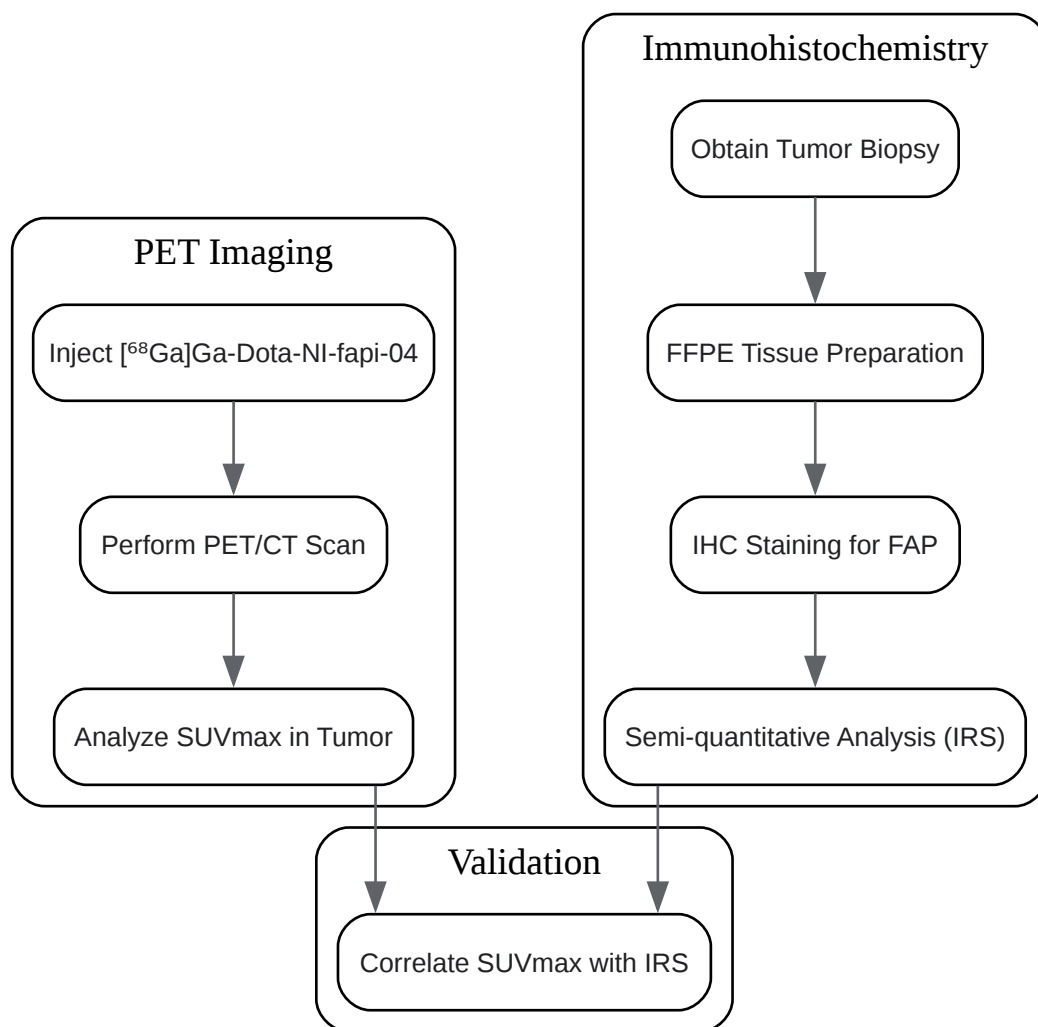 PET Imaging
Inject [⁶⁸Ga]Ga-Dota-NI-fapi-04
Perform PET/CT Scan
Analyze SUVmax in Tumor
Immunohistochemistry
Obtain Tumor Biopsy
FFPE Tissue Preparation
IHC Staining for FAP
Semi-quantitative Analysis (IRS)
Validation
Correlate SUVmax with IRS